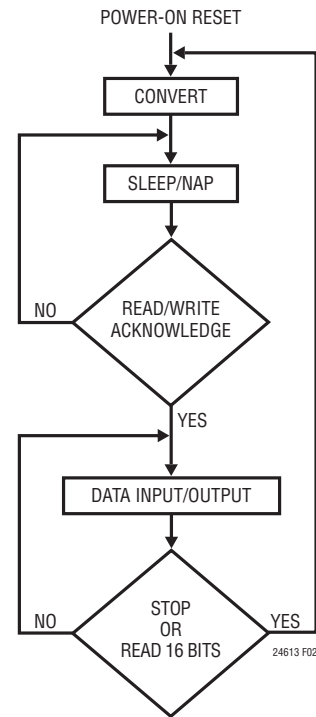 POWER-ON RESET
CONVERT
SLEEP/NAP
NO
READ/WRITE
ACKNOWLEDGE
YES
DATA INPUT/OUTPUT
NO
STOP
OR
READ 16 BITS
YES
24613 F02